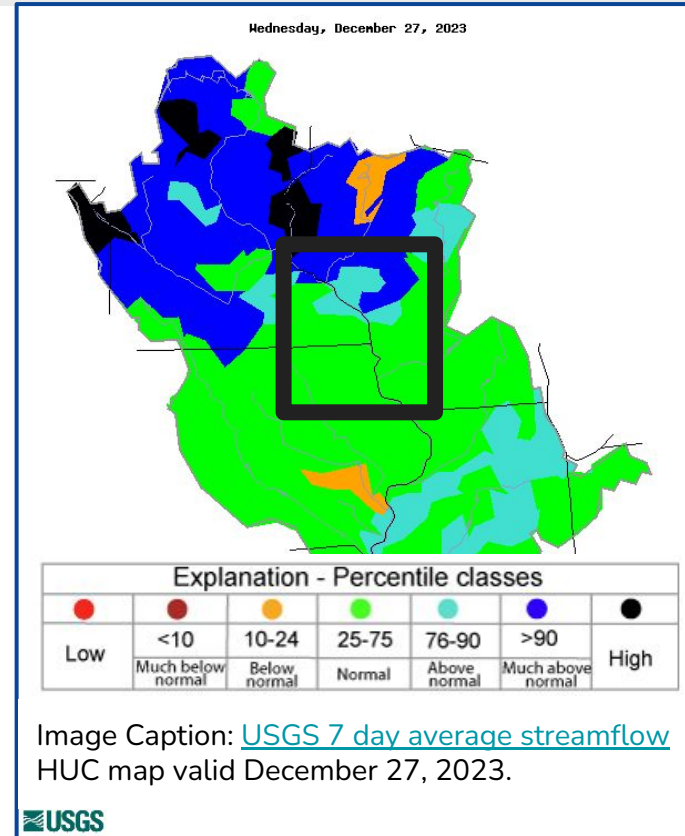 Wednesday, December 27, 2023
Explanation - Percentile classes
Low
<10
10-24
25-75
76-90
>90
High
Much below normal
Below normal
Normal
Above normal
Much above normal
Image Caption: USGS 7 day average streamflow
HUC map valid December 27, 2023.
USGS